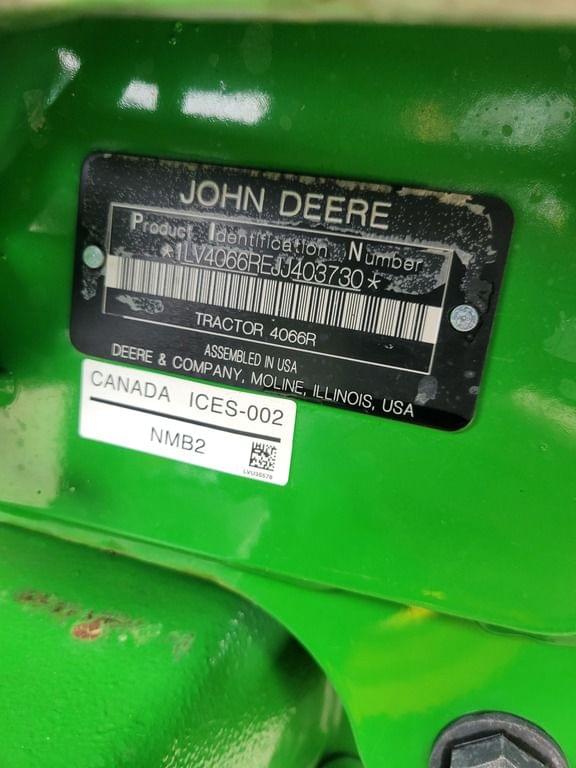 JOHN DEERE
Product Identification Number
*1LV4066REJJ403730*
TRACTOR 4066R
ASSEMBLED IN USA
DEERE & COMPANY, MOLINE, ILLINOIS, USA
CANADA ICES-002
NMB2
LVU36578